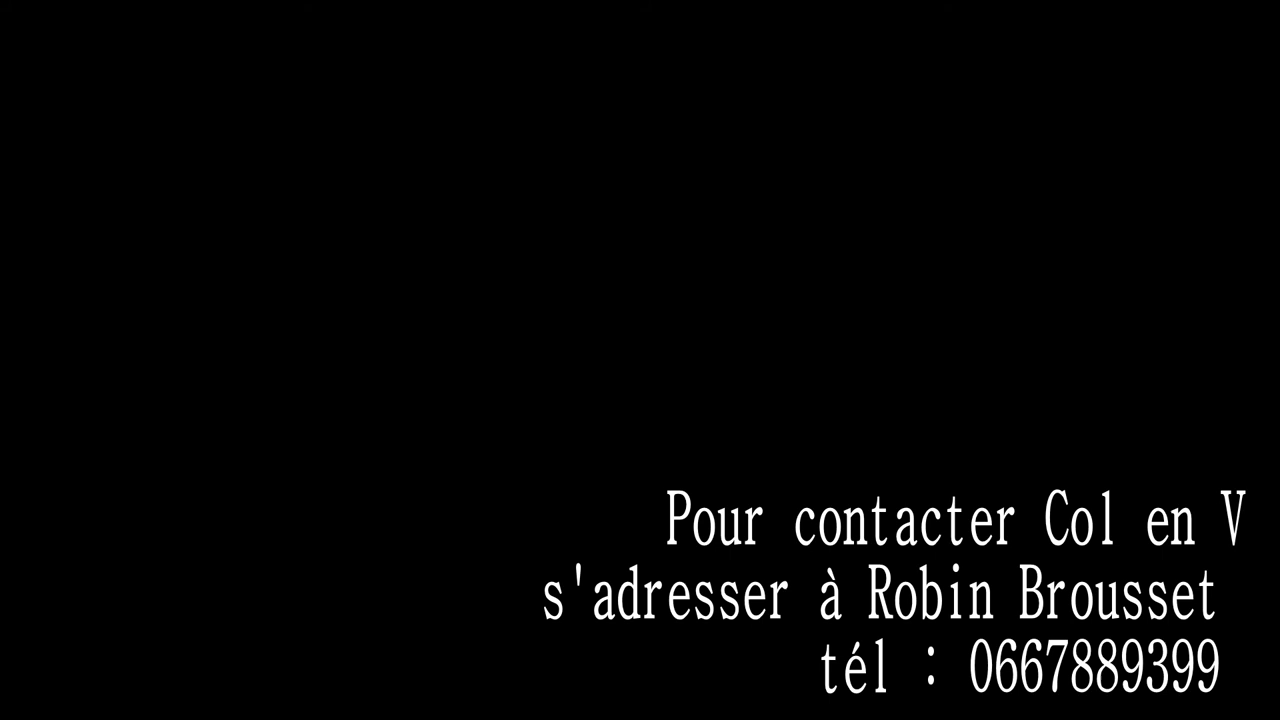 Pour contacter Col en V
s'adresser à Robin Brousset
tél : 0667889399